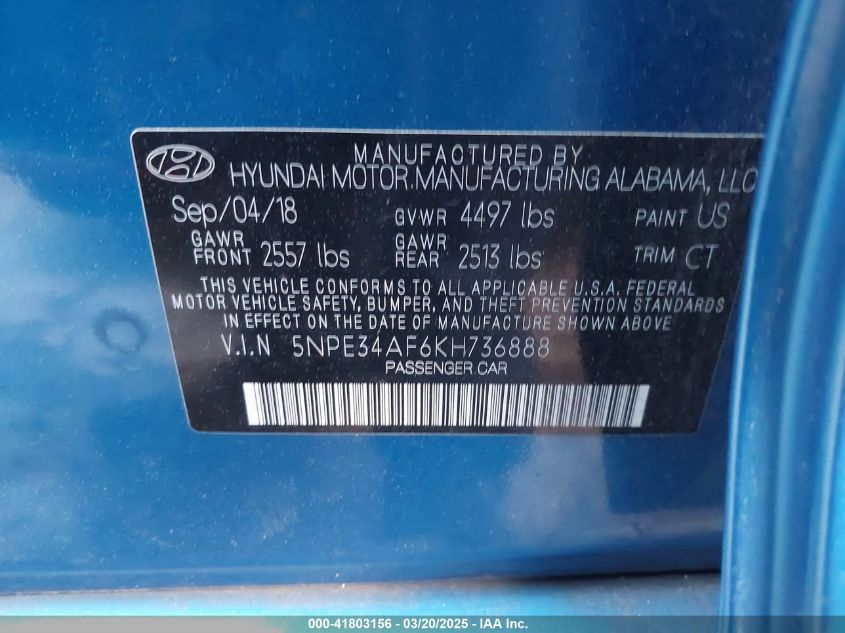 MANUFACTURED BY
HYUNDAI MOTOR MANUFACTURING ALABAMA, LLC
Sep/04/18 GVWR 4497 lbs PAINT US
GAWR FRONT 2557 lbs GAWR REAR 2513 lbs TRIM CT
THIS VEHICLE CONFORMS TO ALL APPLICABLE U.S.A. FEDERAL
MOTOR VEHICLE SAFETY, BUMPER, AND THEFT PREVENTION STANDARDS
IN EFFECT ON THE DATE OF MANUFACTURE SHOWN ABOVE.
V.I.N 5NPE34AF6KH736888
PASSENGER CAR
000-41803156 — 03/20/2025 — Copyright © IAA, Inc.